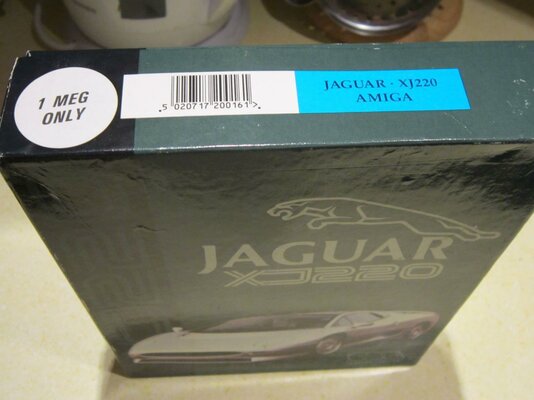 1 MEG
ONLY
5 020717 200161 >
JAGUAR · XJ220
AMIGA
JAGUAR
XJ220